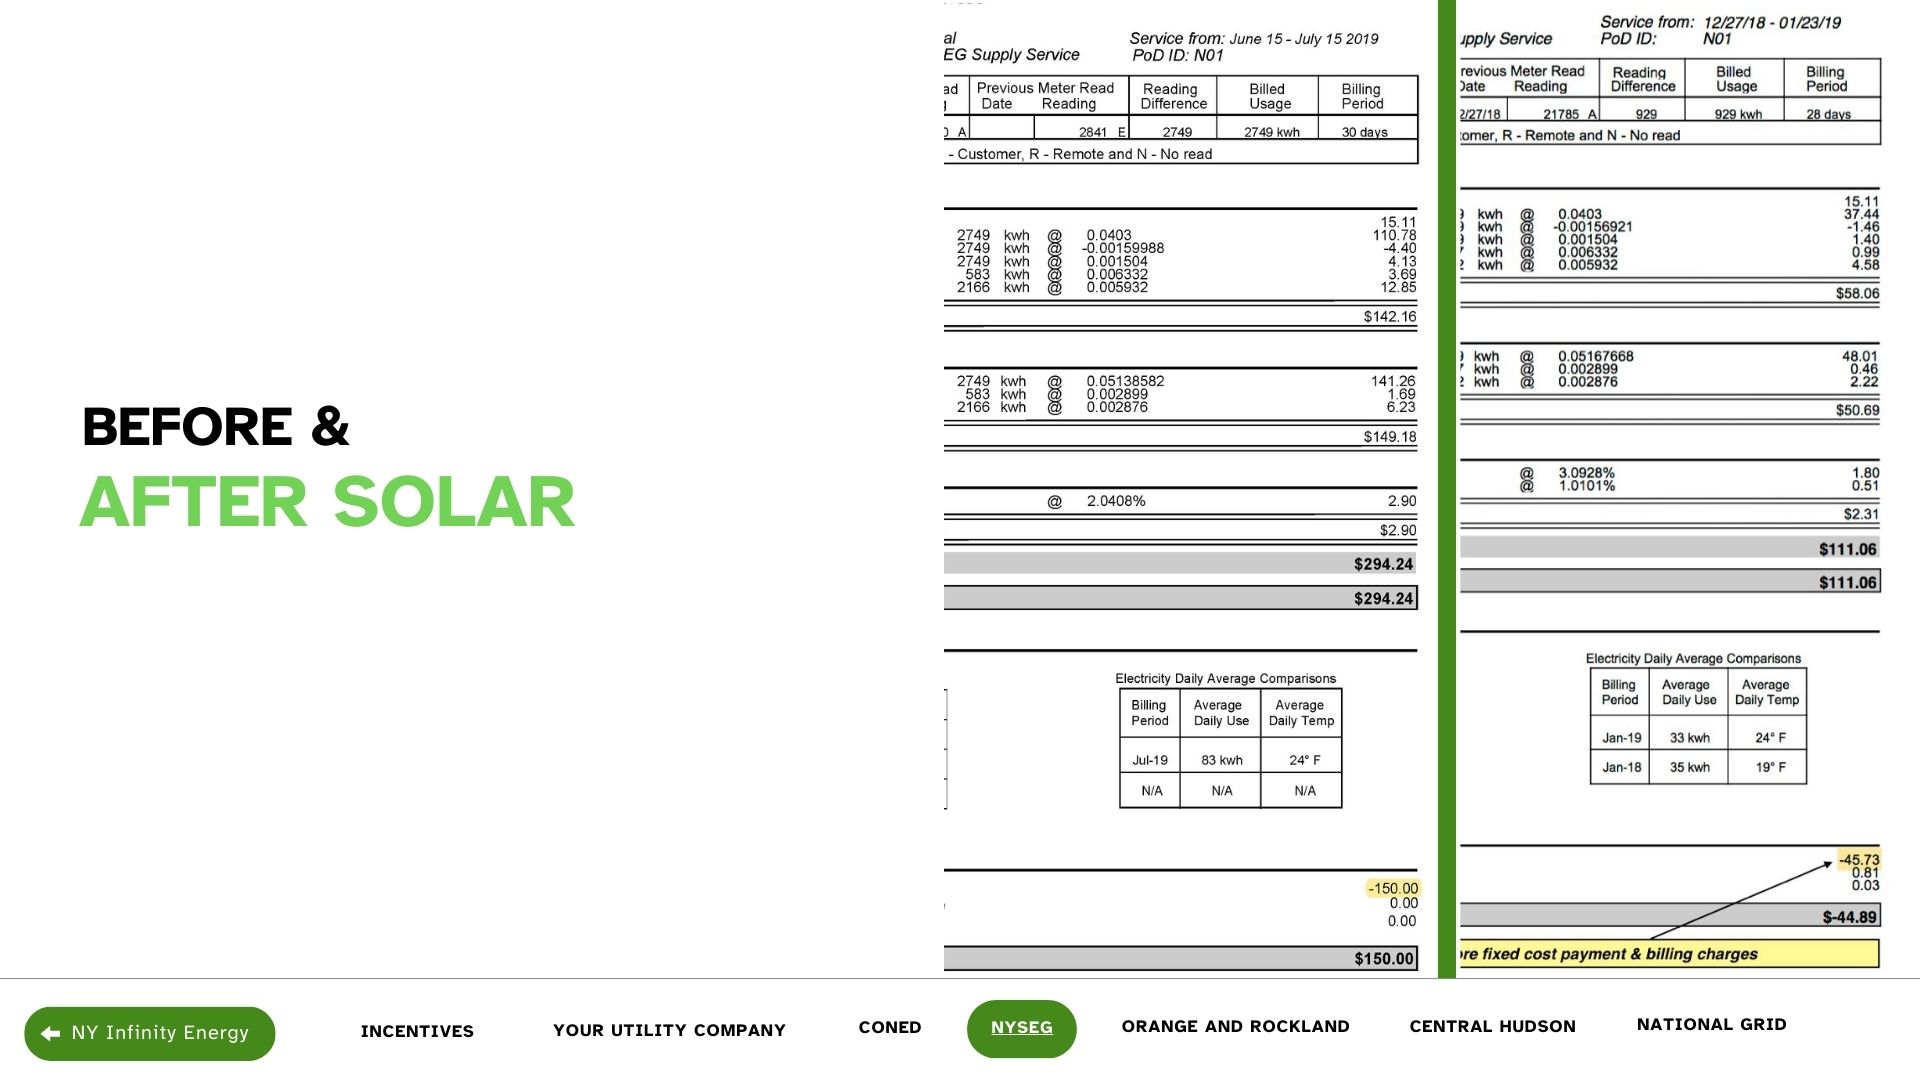 BEFORE &
AFTER SOLAR
al
EG Supply Service
Service from: June 15 - July 15 2019
PoD ID: N01
ad Previous Meter Read Reading Billed Billing
g Date Reading Difference Usage Period
0 A 2841 E 2749 2749 kwh 30 days
- Customer, R - Remote and N - No read
15.11
2749 kwh @ 0.0403 110.78
2749 kwh @ -0.00159988 -4.40
2749 kwh @ 0.001504 4.13
583 kwh @ 0.006332 3.69
2166 kwh @ 0.005932 12.85
$142.16
2749 kwh @ 0.05138582 141.26
583 kwh @ 0.002899 1.69
2166 kwh @ 0.002876 6.23
$149.18
@ 2.0408% 2.90
$2.90
$294.24
$294.24
Electricity Daily Average Comparisons
Billing Average Average
Period Daily Use Daily Temp
Jul-19 83 kwh 24° F
N/A N/A N/A
-150.00
0.00
0.00
$150.00
Service from: 12/27/18 - 01/23/19
upply Service PoD ID: N01
revious Meter Read Reading Billed Billing
Date Reading Difference Usage Period
2/27/18 21785 A 929 929 kwh 28 days
tomer, R - Remote and N - No read
15.11
9 kwh @ 0.0403 37.44
9 kwh @ -0.00156921 -1.46
9 kwh @ 0.001504 1.40
7 kwh @ 0.006332 0.99
2 kwh @ 0.005932 4.58
$58.06
9 kwh @ 0.05167668 48.01
7 kwh @ 0.002899 0.46
2 kwh @ 0.002876 2.22
$50.69
@ 3.0928% 1.80
@ 1.0101% 0.51
$2.31
$111.06
$111.06
Electricity Daily Average Comparisons
Billing Average Average
Period Daily Use Daily Temp
Jan-19 33 kwh 24° F
Jan-18 35 kwh 19° F
-45.73
0.81
0.03
$-44.89
ore fixed cost payment & billing charges
NY Infinity Energy
INCENTIVES
YOUR UTILITY COMPANY
CONED
NYSEG
ORANGE AND ROCKLAND
CENTRAL HUDSON
NATIONAL GRID